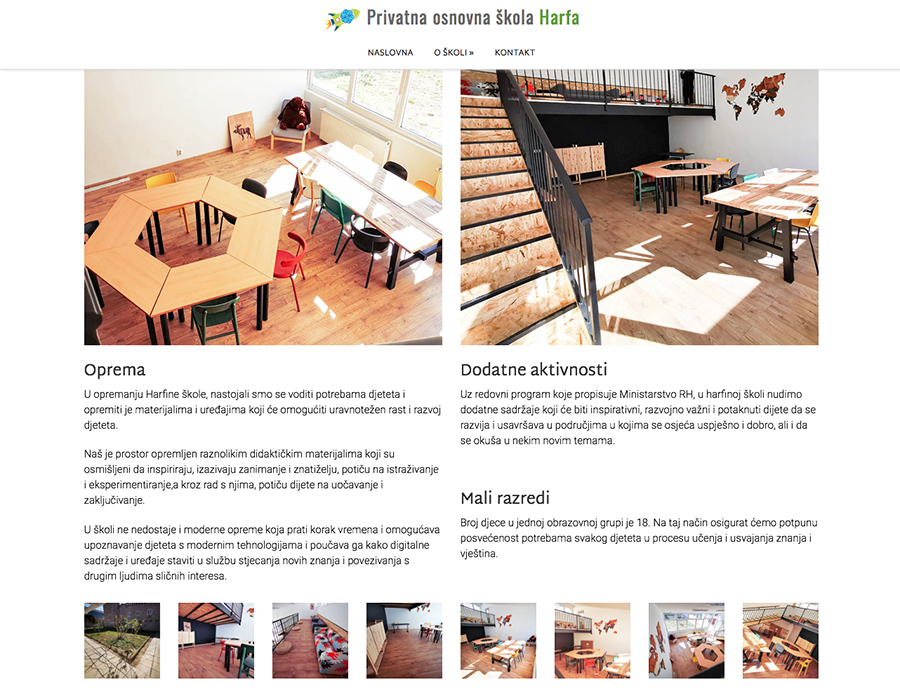 Privatna osnovna škola Harfa
NASLOVNA O ŠKOLI » KONTAKT
Oprema
U opremanju Harfine škole, nastojali smo se voditi potrebama djeteta i
opremiti je materijalima i uređajima koji će omogućiti uravnotežen rast i razvoj
djeteta.
Naš je prostor opremljen raznolikim didaktičkim materijalima koji su
osmišljeni da inspiriraju, izazivaju zanimanje i znatiželju, potiču na istraživanje
i eksperimentiranje,a kroz rad s njima, potiču dijete na uočavanje i
zaključivanje.
U školi ne nedostaje i moderne opreme koja prati korak vremena i omogućava
upoznavanje djeteta s modernim tehnologijama i poučava ga kako digitalne
sadržaje i uređaje staviti u službu stjecanja novih znanja i povezivanja s
drugim ljudima sličnih interesa.
Dodatne aktivnosti
Uz redovni program koje propisuje Ministarstvo RH, u harfinoj školi nudimo
dodatne sadržaje koji će biti inspirativni, razvojno važni i potaknuti dijete da se
razvija i usavršava u područjima u kojima se osjeća uspješno i dobro, ali i da
se okuša u nekim novim temama.
Mali razredi
Broj djece u jednoj obrazovnoj grupi je 18. Na taj način osigurat ćemo potpunu
posvećenost potrebama svakog djeteta u procesu učenja i usvajanja znanja i
vještina.